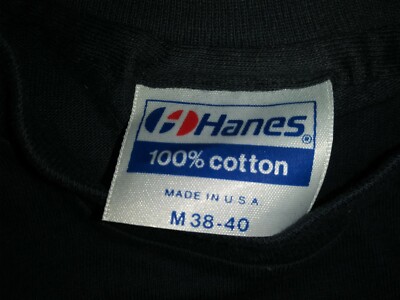 Hanes®
100% cotton
MADE IN U.S.A
M 38-40